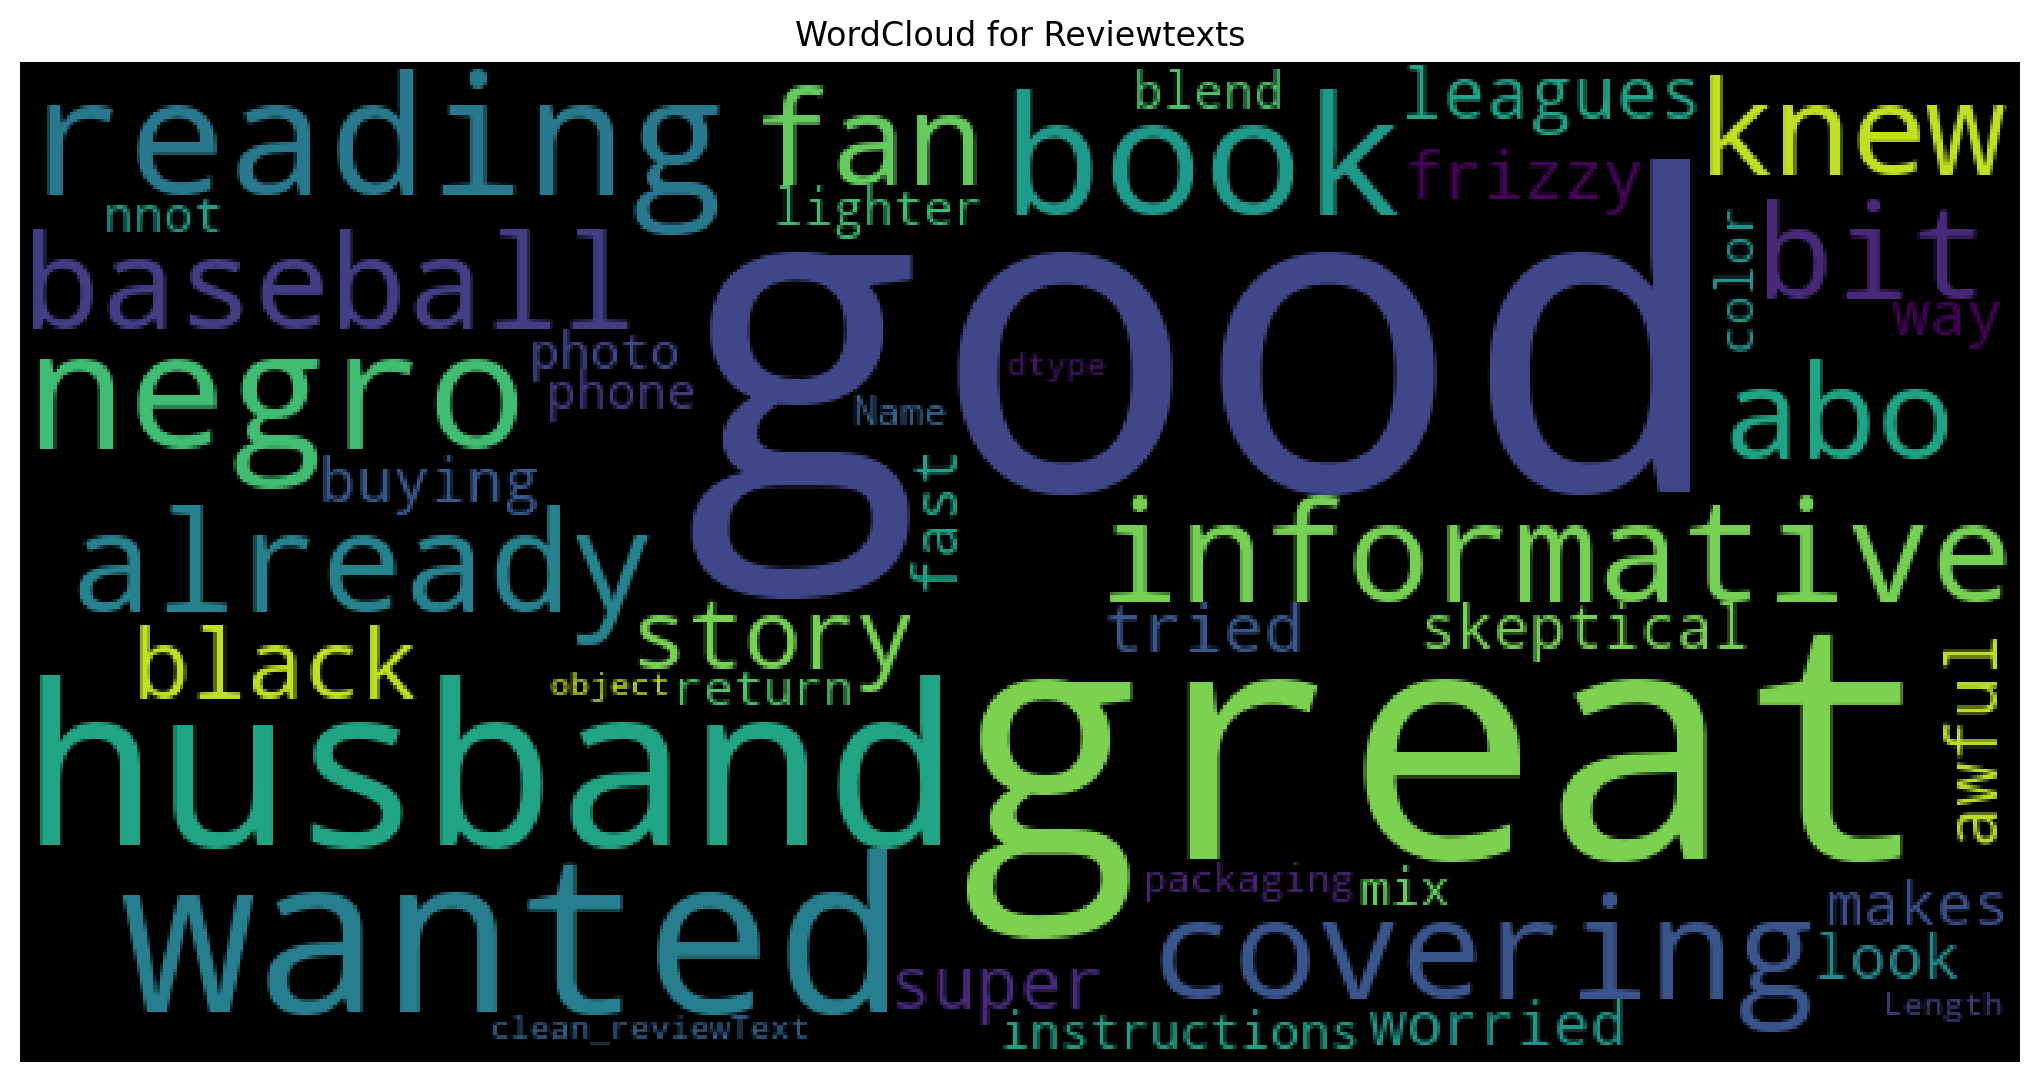 WordCloud for Reviewtexts
reading
fan
blend
book
leagues
knew
nnot
lighter
frizzy
baseball
good
color
bit
way
negro
photo
phone
dtype
Name
abo
buying
fast
already
informative
story
tried
skeptical
black
object
return
awful
husband
great
wanted
packaging
mix
covering
makes
super
look
clean_reviewText
instructions
worried
Length